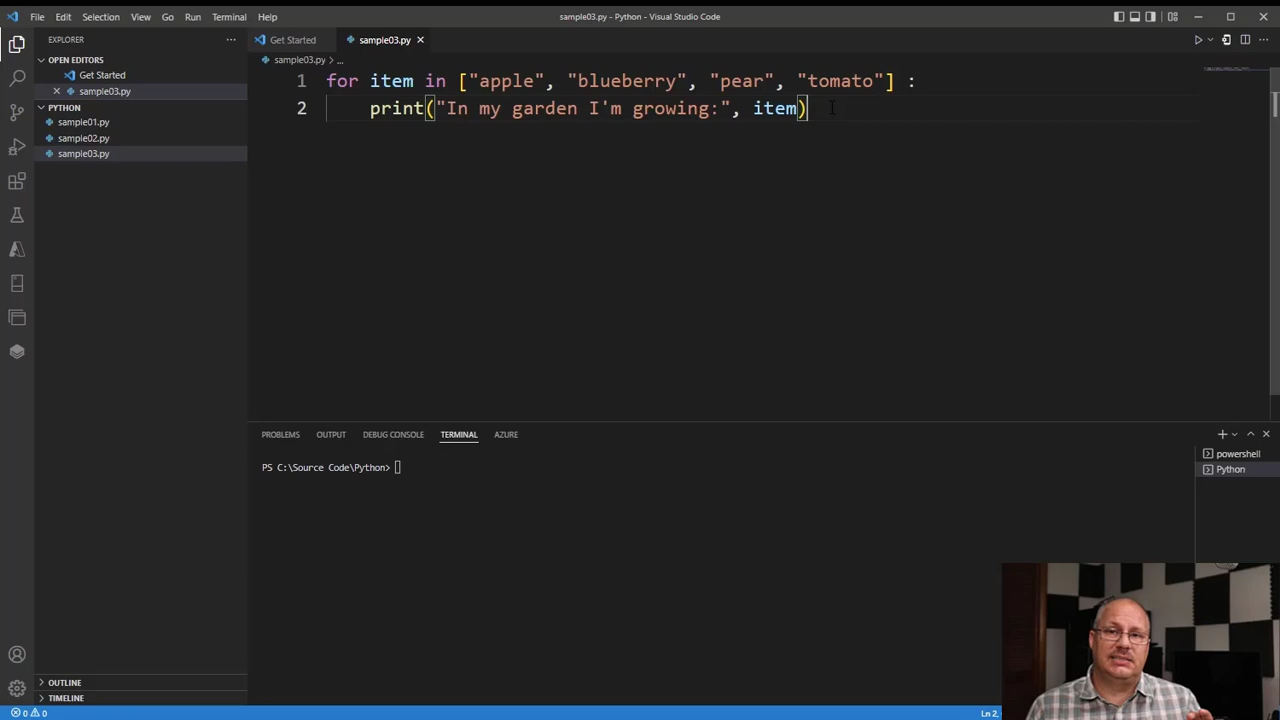 File Edit Selection View Go Run Terminal Help
sample03.py - Python - Visual Studio Code
EXPLORER
OPEN EDITORS
Get Started
sample03.py
PYTHON
sample01.py
sample02.py
sample03.py
OUTLINE
TIMELINE
Get Started sample03.py
sample03.py > ...
1 for item in ["apple", "blueberry", "pear", "tomato"] :
2 print("In my garden I'm growing:", item)
PROBLEMS OUTPUT DEBUG CONSOLE TERMINAL AZURE
PS C:\Source Code\Python>
powershell
Python
0 0
Ln 2,